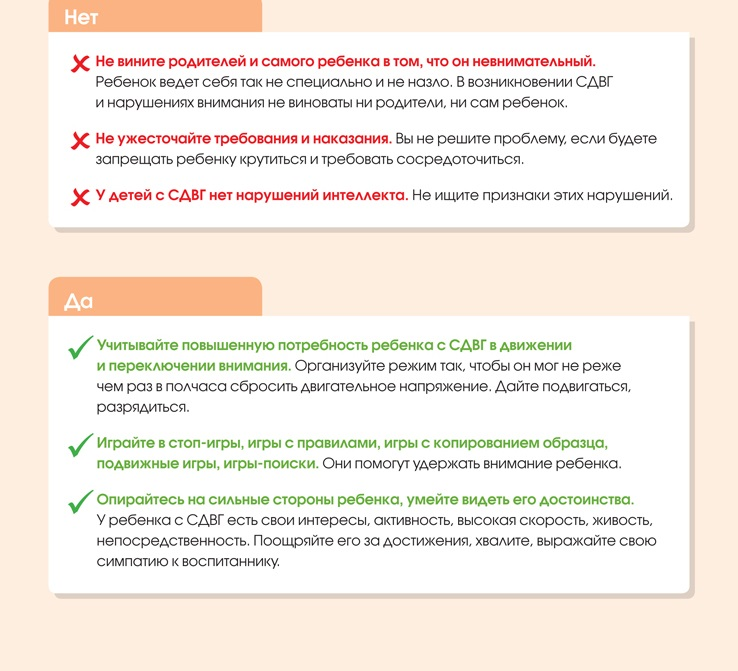 Нет
Не вините родителей и самого ребенка в том, что он невнимательный.
Ребенок ведет себя так не специально и не назло. В возникновении СДВГ
и нарушениях внимания не виноваты ни родители, ни сам ребенок.
Не ужесточайте требования и наказания. Вы не решите проблему, если будете
запрещать ребенку крутиться и требовать сосредоточиться.
У детей с СДВГ нет нарушений интеллекта. Не ищите признаки этих нарушений.
Да
Учитывайте повышенную потребность ребенка с СДВГ в движении
и переключении внимания. Организуйте режим так, чтобы он мог не реже
чем раз в полчаса сбросить двигательное напряжение. Дайте подвигаться,
разрядиться.
Играйте в стоп-игры, игры с правилами, игры с копированием образца,
подвижные игры, игры-поиски. Они помогут удержать внимание ребенка.
Опирайтесь на сильные стороны ребенка, умейте видеть его достоинства.
У ребенка с СДВГ есть свои интересы, активность, высокая скорость, живость,
непосредственность. Поощряйте его за достижения, хвалите, выражайте свою
симпатию к воспитаннику.